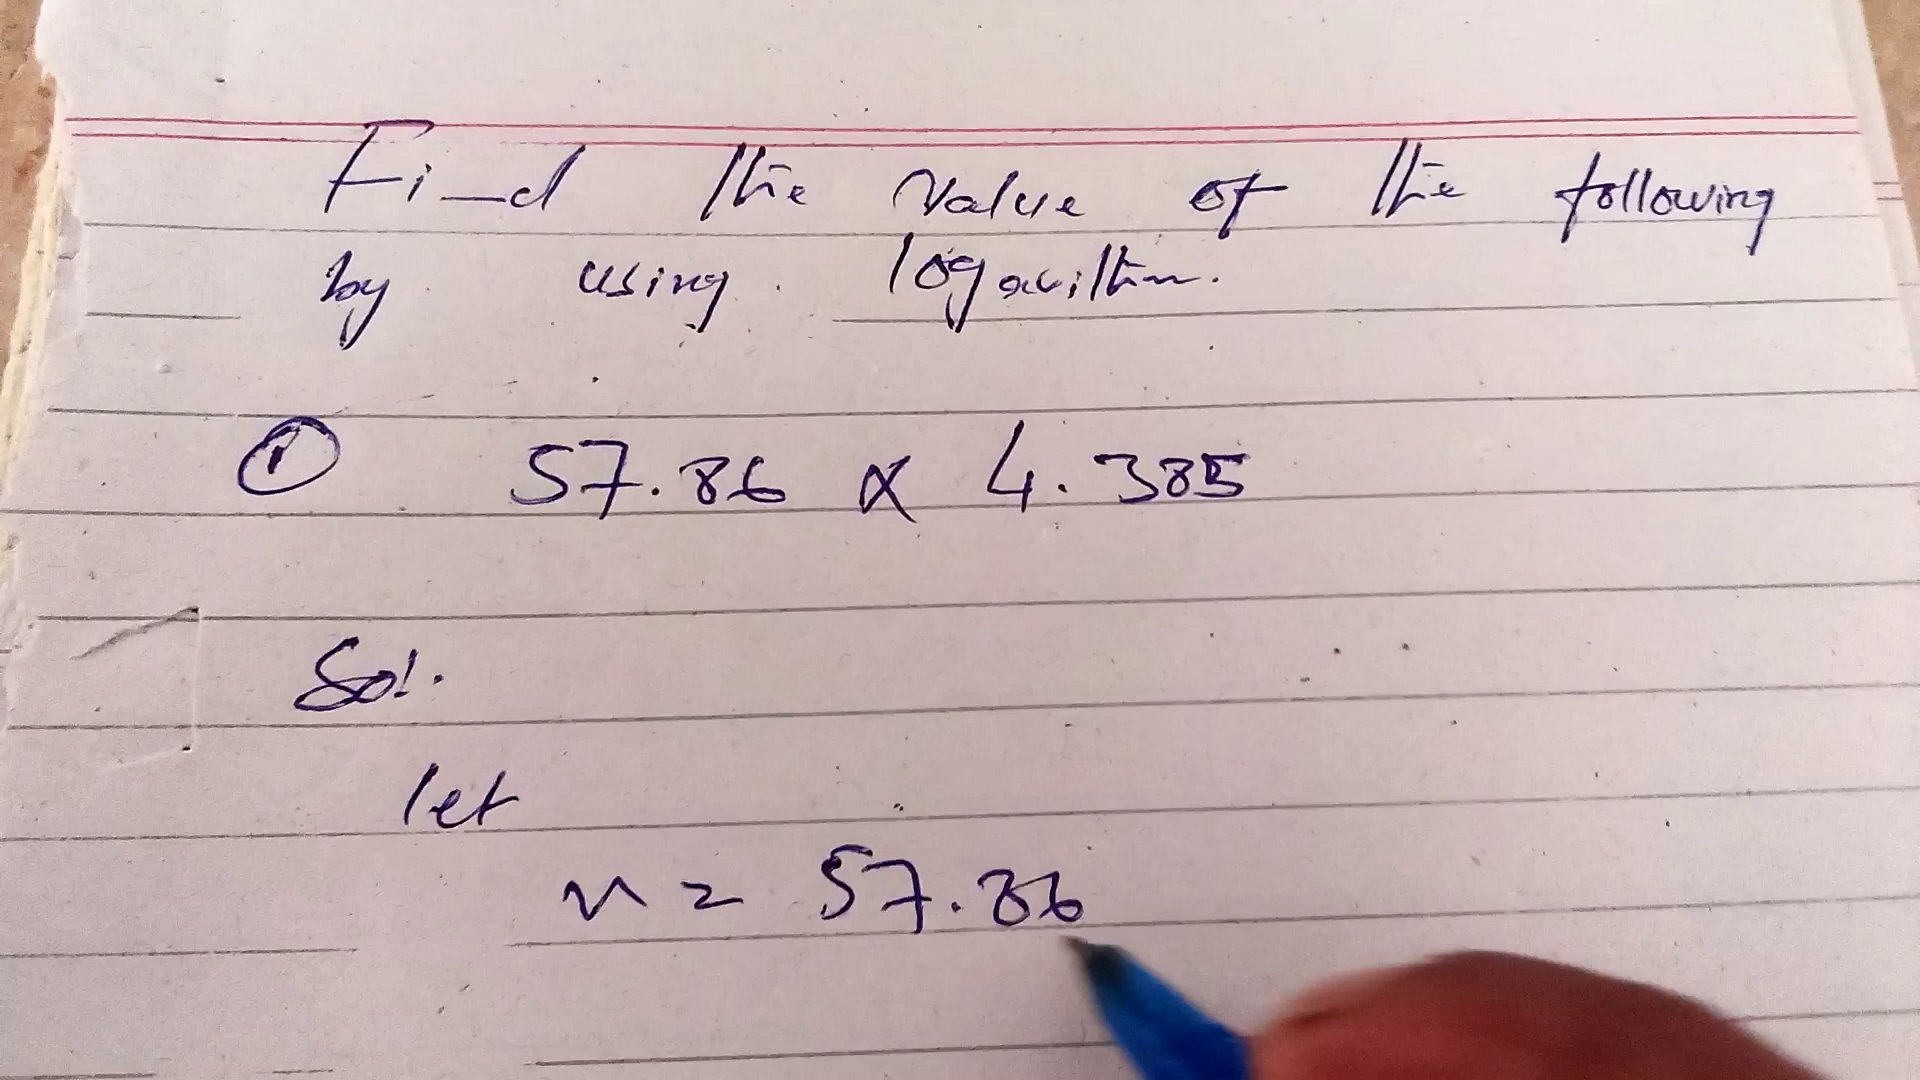 Find the value of the following
by using logarithm.
① 57.86 × 4.385
Sol.
let
n = 57.86